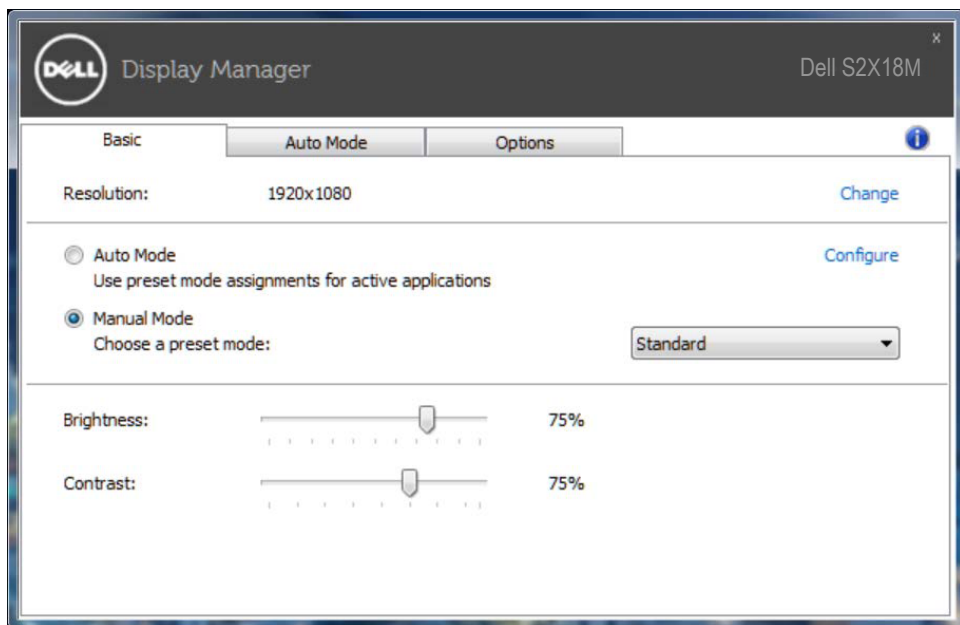 DELL Display Manager
x
Dell S2X18M
Basic Auto Mode Options
Resolution: 1920x1080 Change
Auto Mode Configure
Use preset mode assignments for active applications
Manual Mode
Choose a preset mode: Standard
Brightness: 75%
Contrast: 75%